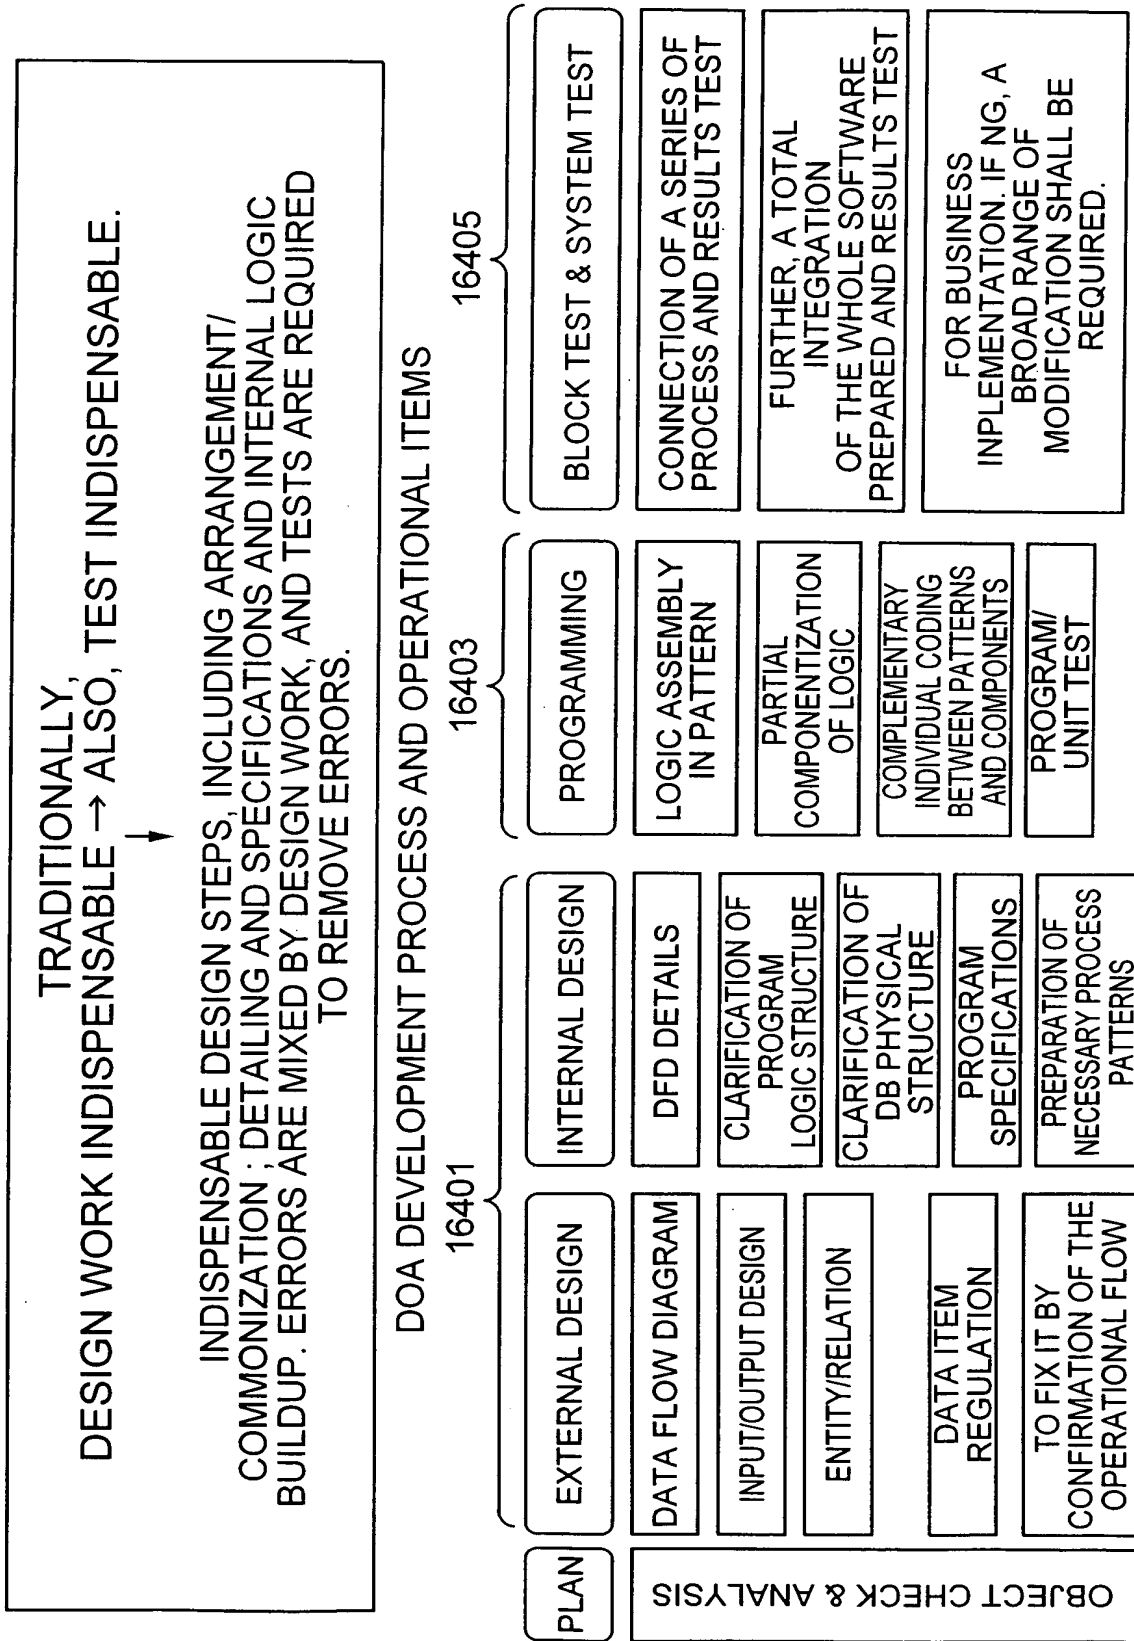 TRADITIONALLY,
DESIGN WORK INDISPENSABLE → ALSO, TEST INDISPENSABLE.
↓
INDISPENSABLE DESIGN STEPS, INCLUDING ARRANGEMENT/
COMMONIZATION ; DETAILING AND SPECIFICATIONS AND INTERNAL LOGIC
BUILDUP. ERRORS ARE MIXED BY DESIGN WORK, AND TESTS ARE REQUIRED
TO REMOVE ERRORS.
DOA DEVELOPMENT PROCESS AND OPERATIONAL ITEMS
16401
16403
16405
PLAN
OBJECT CHECK & ANALYSIS
EXTERNAL DESIGN
DATA FLOW DIAGRAM
INPUT/OUTPUT DESIGN
ENTITY/RELATION
DATA ITEM
REGULATION
TO FIX IT BY
CONFIRMATION OF THE
OPERATIONAL FLOW
INTERNAL DESIGN
DFD DETAILS
CLARIFICATION OF
PROGRAM
LOGIC STRUCTURE
CLARIFICATION OF
DB PHYSICAL
STRUCTURE
PROGRAM
SPECIFICATIONS
PREPARATION OF
NECESSARY PROCESS
PATTERNS
PROGRAMMING
LOGIC ASSEMBLY
IN PATTERN
PARTIAL
COMPONENTIZATION
OF LOGIC
COMPLEMENTARY
INDIVIDUAL CODING
BETWEEN PATTERNS
AND COMPONENTS
PROGRAM/
UNIT TEST
BLOCK TEST & SYSTEM TEST
CONNECTION OF A SERIES OF
PROCESS AND RESULTS TEST
FURTHER, A TOTAL
INTEGRATION
OF THE WHOLE SOFTWARE
PREPARED AND RESULTS TEST
FOR BUSINESS
INPLEMENTATION. IF NG, A
BROAD RANGE OF
MODIFICATION SHALL BE
REQUIRED.